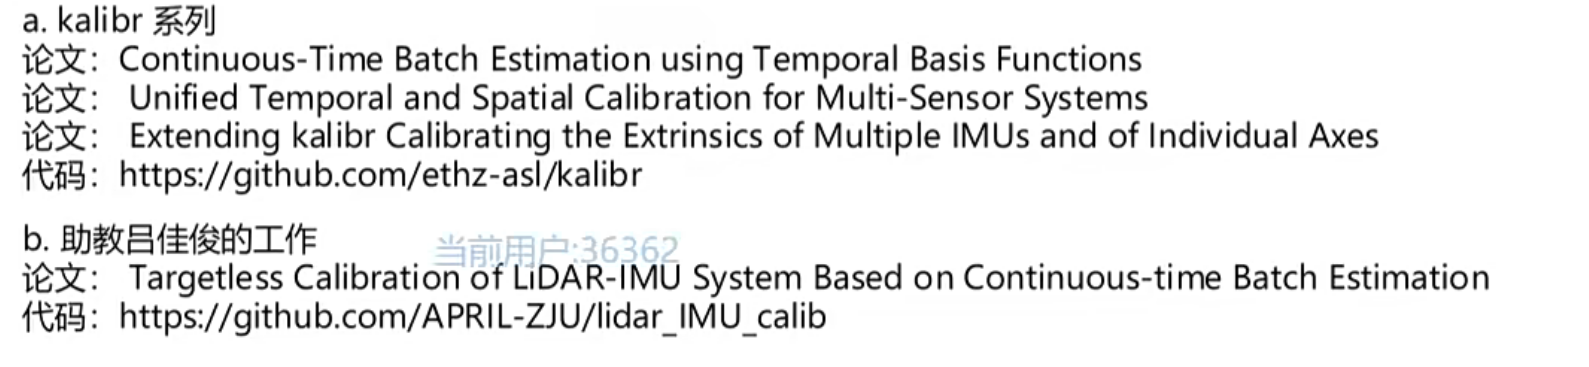 a. kalibr 系列
论文：Continuous-Time Batch Estimation using Temporal Basis Functions
论文： Unified Temporal and Spatial Calibration for Multi-Sensor Systems
论文： Extending kalibr Calibrating the Extrinsics of Multiple IMUs and of Individual Axes
代码：https://github.com/ethz-asl/kalibr
b. 助教吕佳俊的工作
当前用户:36362
论文： Targetless Calibration of LiDAR-IMU System Based on Continuous-time Batch Estimation
代码：https://github.com/APRIL-ZJU/lidar_IMU_calib